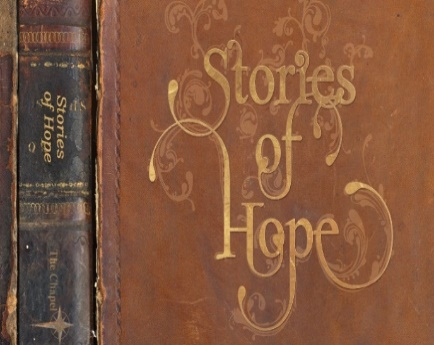 Stories
of Hope
The Chapel
Stories
of
Hope